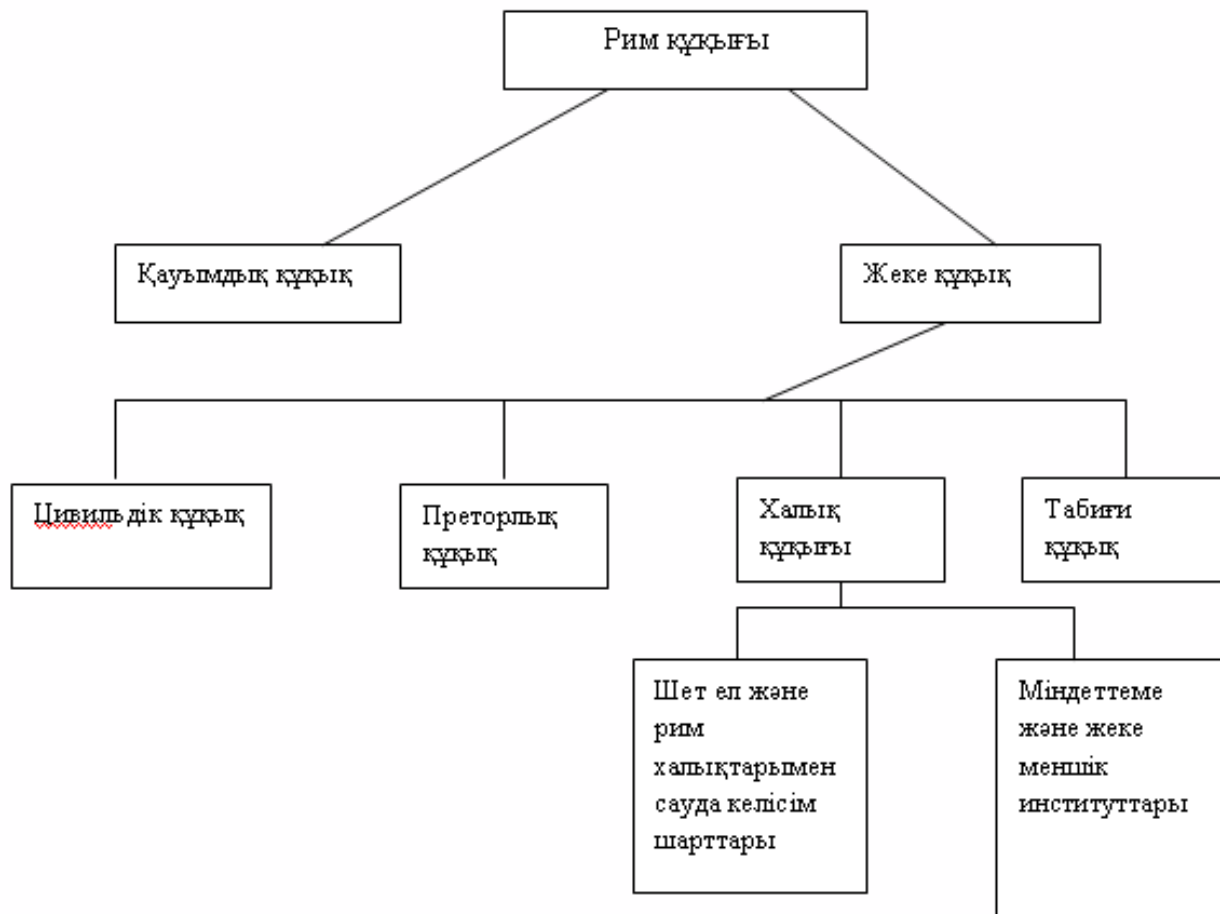 Рим құқығы
Қауымдық құқық
Жеке құқық
Цивильдік құқық
Преторлық
құқық
Халық
құқығы
Табиғи
құқық
Шет ел және
рим
халықтарымен
сауда келісім
шарттары
Міндеттеме
және жеке
меншік
институттары